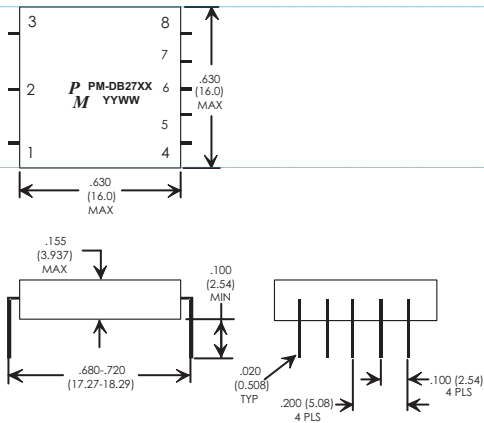 3 8
7
P PM-DB27XX 6
2
M YYWW
5
1 4
.630
(16.0)
MAX
.630
(16.0)
MAX
.155
(3.937)
MAX
.100
(2.54)
MIN
.680-.720
(17.27-18.29)
.020
(0.508)
TYP
.100 (2.54)
4 PLS
.200 (5.08)
4 PLS